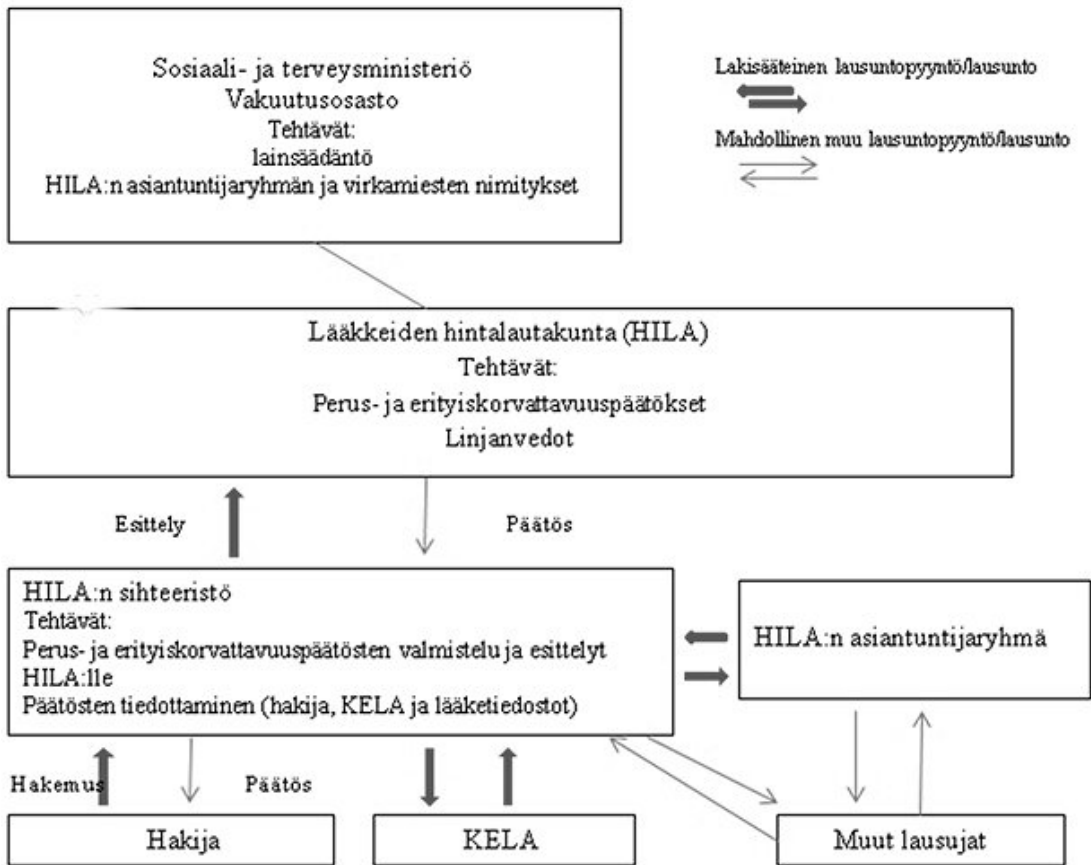 Sosiaali- ja terveysministeriö
Vakuutusosasto
Tehtävät:
lainsäädäntö
HILA:n asiantuntijaryhmän ja virkamiesten nimitykset
Lakisääteinen lausuntopyyntö/lausunto
Mahdollinen muu lausuntopyyntö/lausunto
Lääkkeiden hintalautakunta (HILA)
Tehtävät:
Perus- ja erityiskorvattavuuspäätökset
Linjanvedot
Esittely
Päätös
HILA:n sihteeristö
Tehtävät:
Perus- ja erityiskorvattavuuspäätösten valmistelu ja esittelyt
HILA:lle
Päätösten tiedottaminen (hakija, KELA ja lääketiedostot)
HILA:n asiantuntijaryhmä
Hakemus
Päätös
Hakija
KELA
Muut lausujat